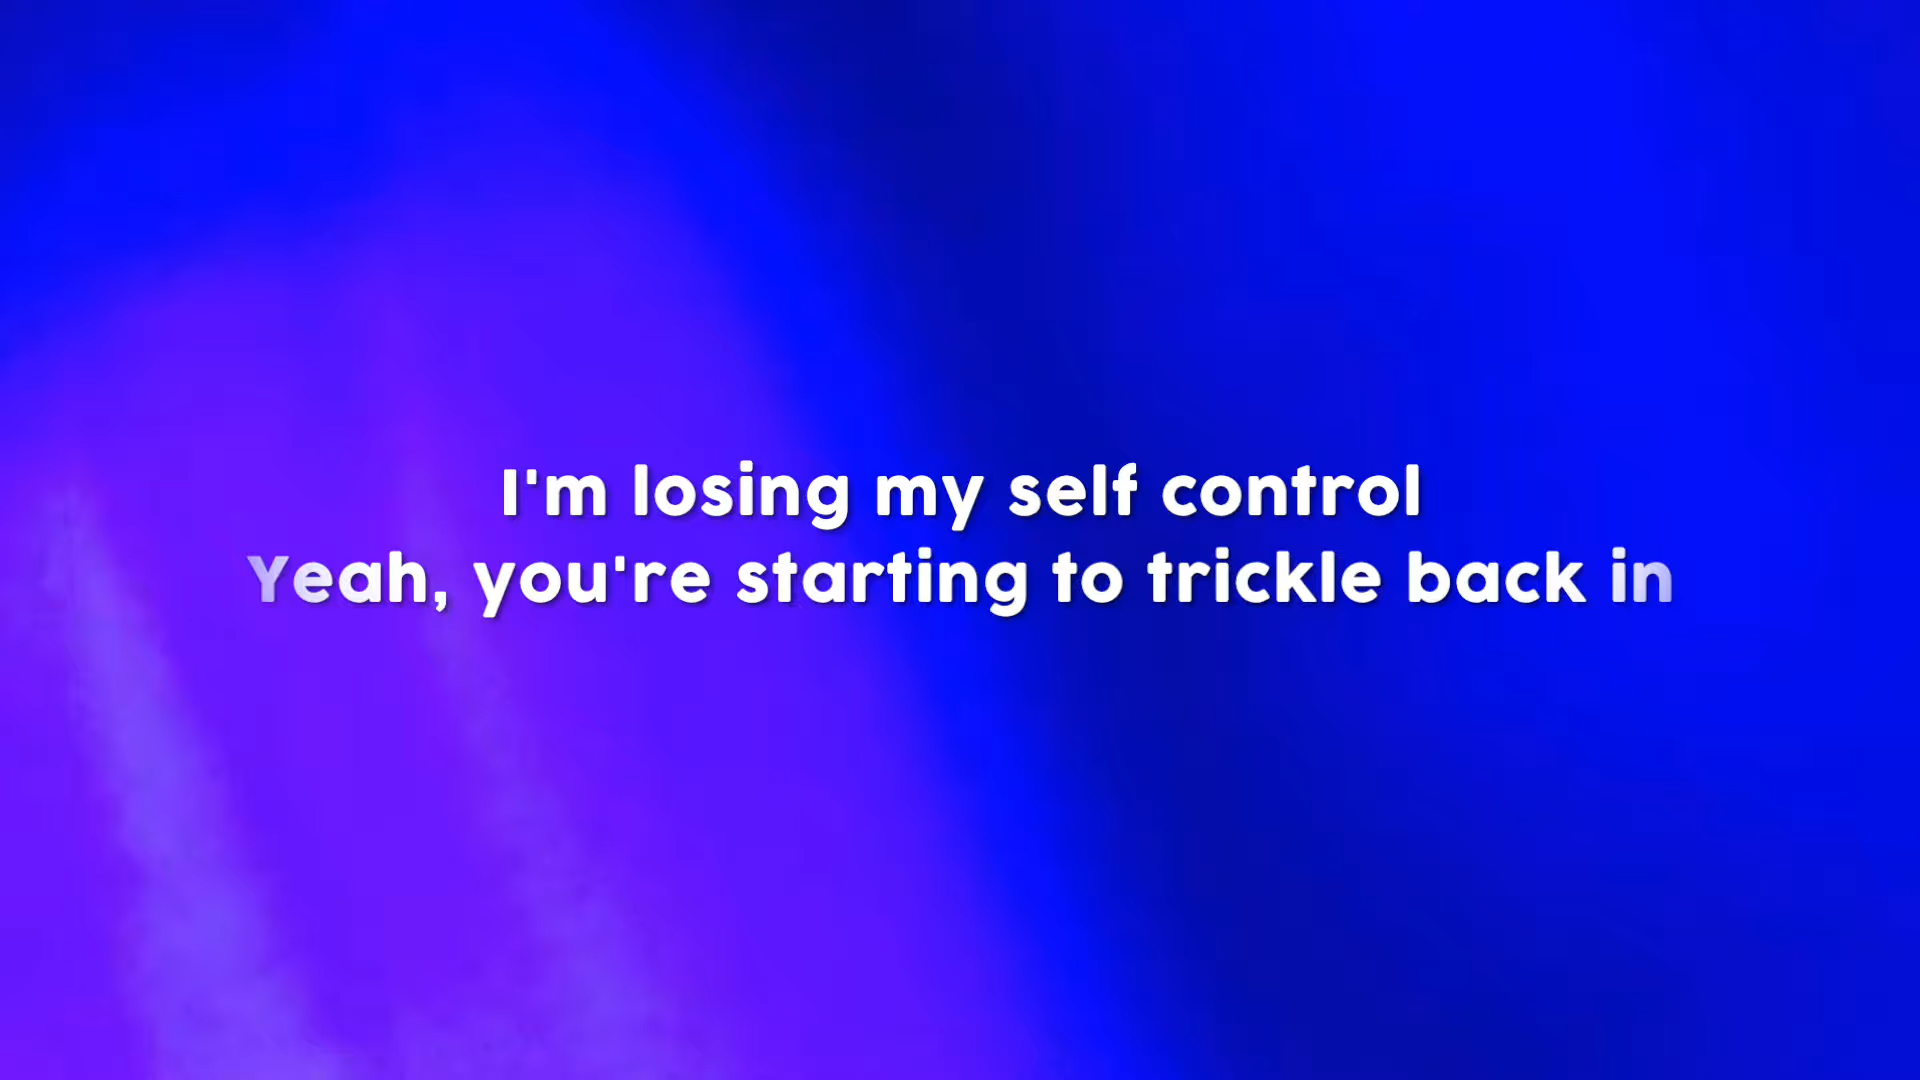 I'm losing my self control
Yeah, you're starting to trickle back in